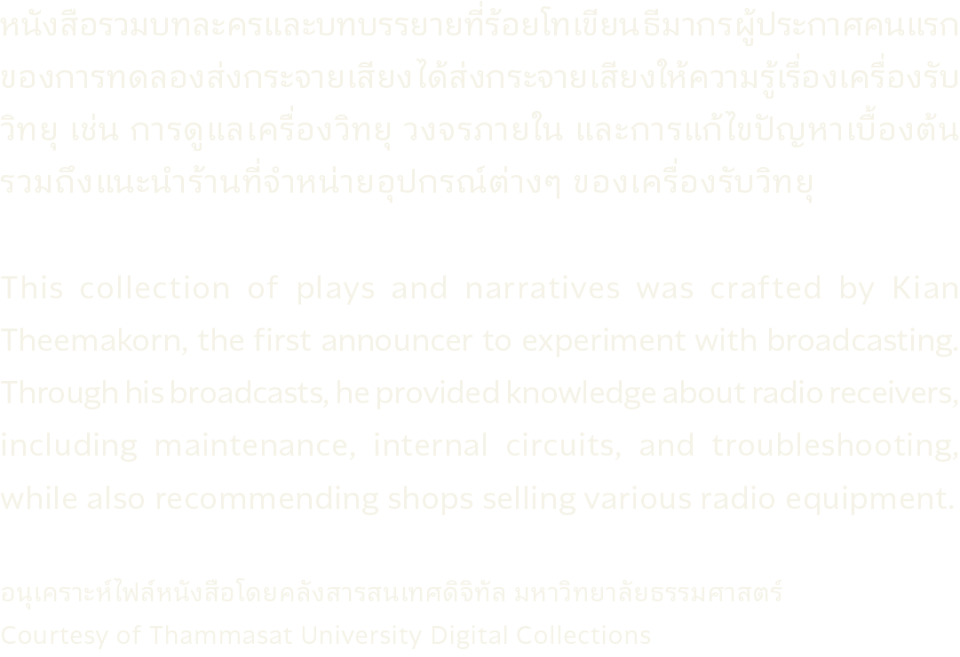 หนังสือรวมบทละครและบทบรรยายที่ร้อยโทเขียน ธีมากร ผู้ประกาศคนแรก
ของการทดลองส่งกระจายเสียง ได้ส่งกระจายเสียงให้ความรู้เรื่องเครื่องรับ
วิทยุ เช่น การดูแลเครื่องวิทยุ วงจรภายใน และการแก้ไขปัญหาเบื้องต้น
รวมถึงแนะนำร้านที่จำหน่ายอุปกรณ์ต่างๆ ของเครื่องรับวิทยุ
This collection of plays and narratives was crafted by Kian
Theemakorn, the first announcer to experiment with broadcasting.
Through his broadcasts, he provided knowledge about radio receivers,
including maintenance, internal circuits, and troubleshooting,
while also recommending shops selling various radio equipment.
อนุเคราะห์ไฟล์หนังสือโดยคลังสารสนเทศดิจิทัล มหาวิทยาลัยธรรมศาสตร์
Courtesy of Thammasat University Digital Collections